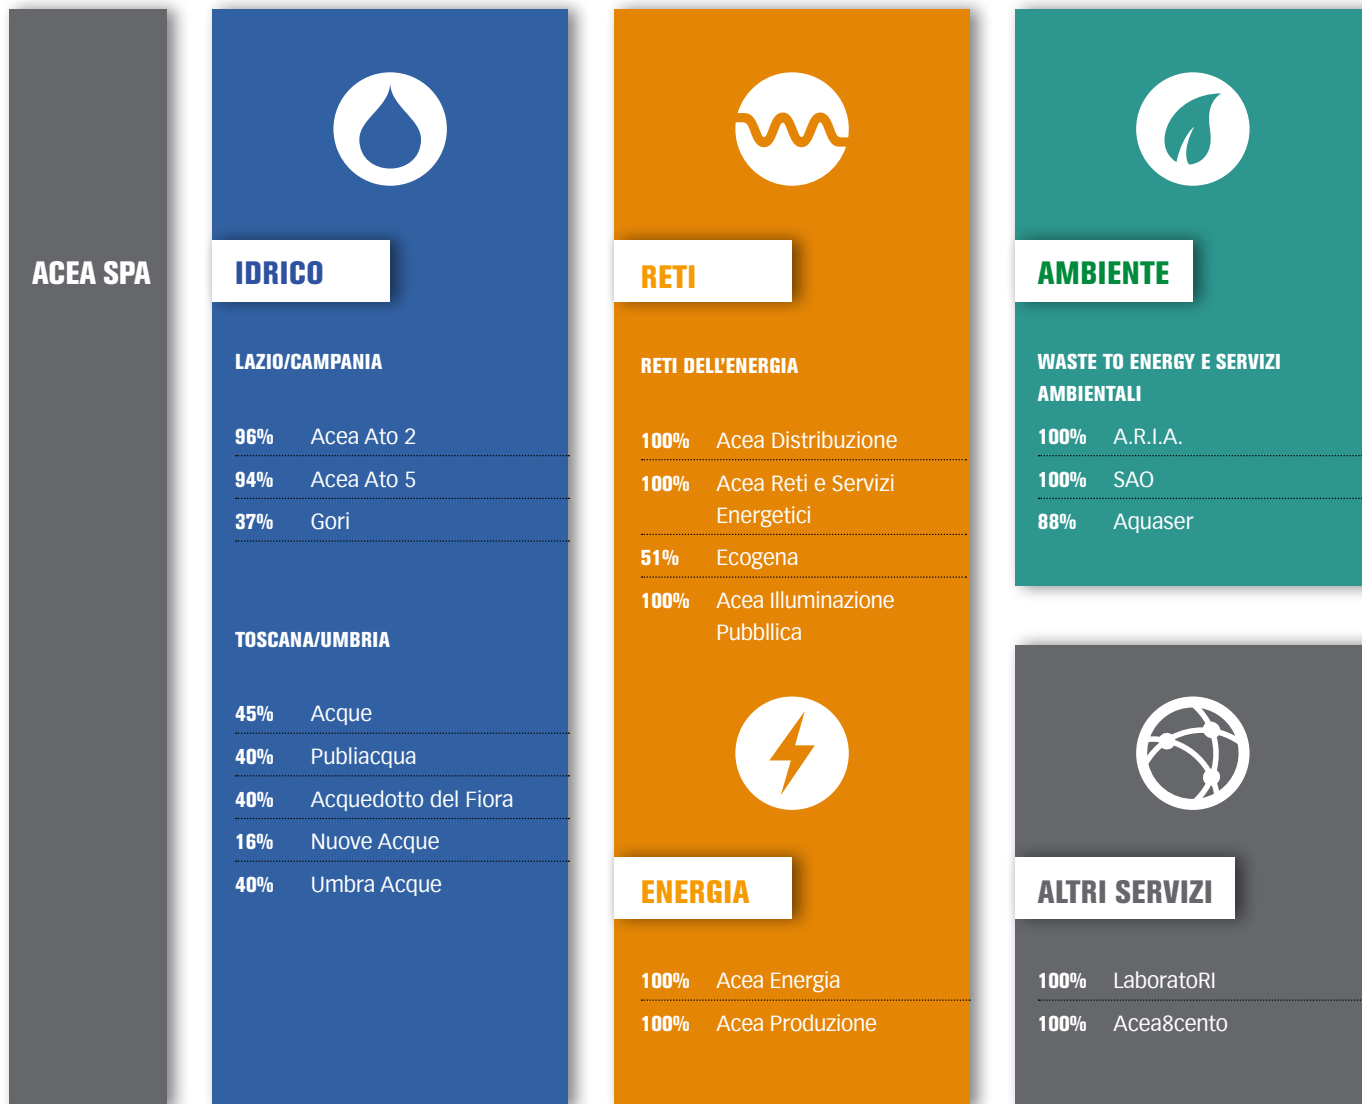 ACEA SPA
IDRICO
LAZIO/CAMPANIA
96% Acea Ato 2
94% Acea Ato 5
37% Gori
TOSCANA/UMBRIA
45% Acque
40% Publiacqua
40% Acquedotto del Fiora
16% Nuove Acque
40% Umbra Acque
RETI
RETI DELL'ENERGIA
100% Acea Distribuzione
100% Acea Reti e Servizi
Energetici
51% Ecogena
100% Acea Illuminazione
Pubbllica
ENERGIA
100% Acea Energia
100% Acea Produzione
AMBIENTE
WASTE TO ENERGY E SERVIZI
AMBIENTALI
100% A.R.I.A.
100% SAO
88% Aquaser
ALTRI SERVIZI
100% LaboratoRI
100% Acea8cento